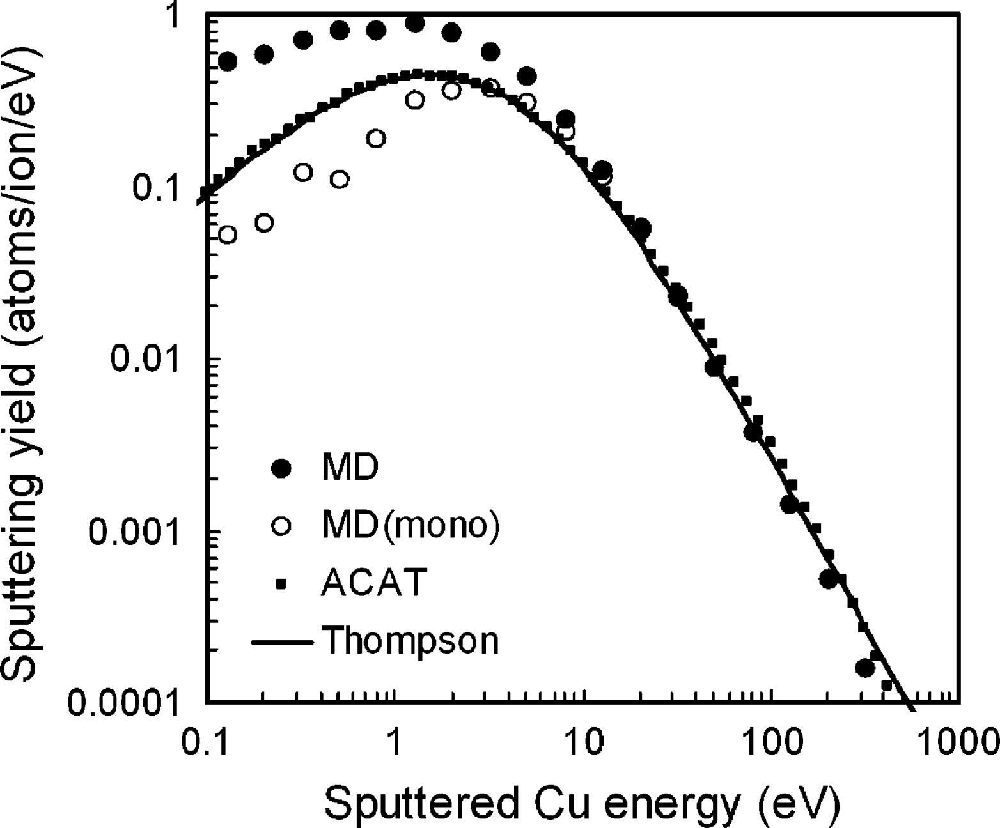 Sputtering yield (atoms/ion/eV)
1
0.1
0.01
0.001
0.0001
MD
MD(mono)
ACAT
Thompson
0.1 1 10 100 1000
Sputtered Cu energy (eV)